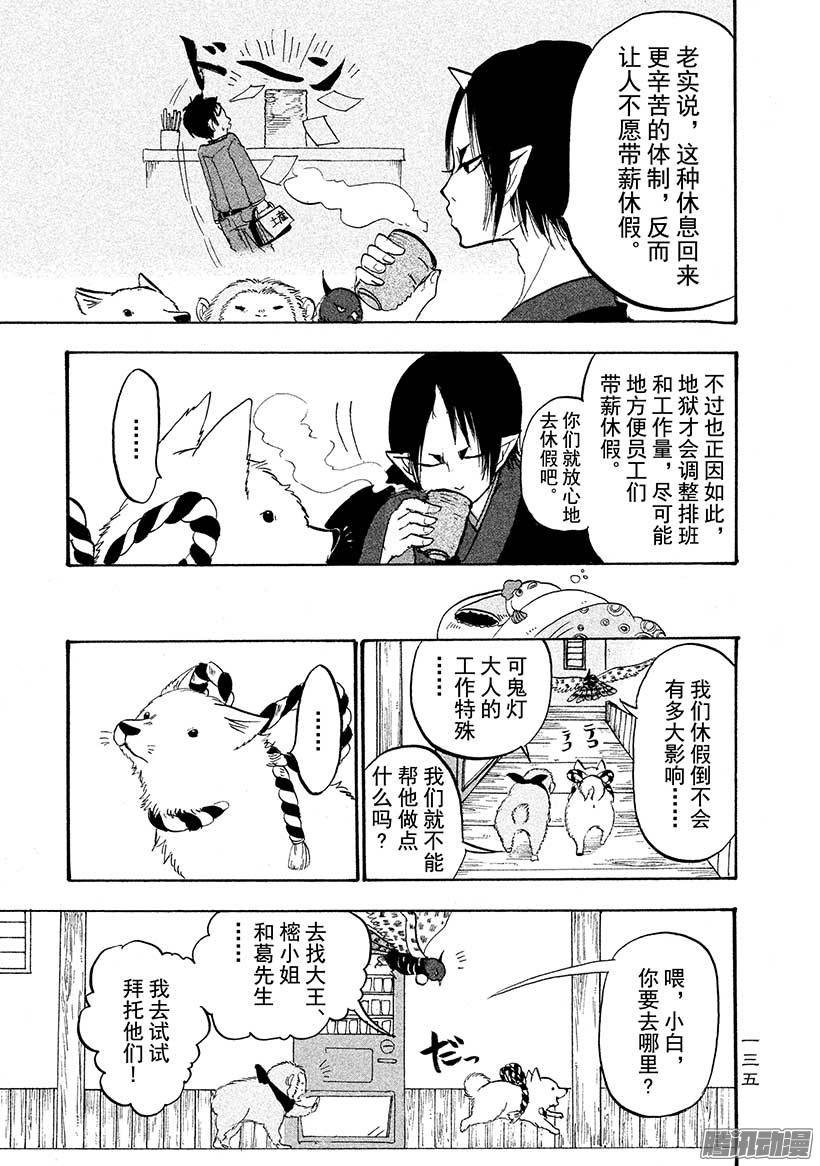 老实说，这种休息回来
更辛苦的体制，反而
让人不愿带薪休假。
ドーン
土産
不过也正因如此，
地狱才会调整排班
和工作量，尽可能
地方便员工们
带薪休假。
你们就放心地
去休假吧。
……
我们休假倒不会
有多大影响……
テコ
テコ
可鬼灯
大人的
工作特殊
……
我们就不能
帮他做点
什么吗？
……
喂，小白，
你要去哪里？
だっ
去找大王、
樒小姐
和葛先生
……
我去试试
拜托他们！
一三五
腾讯动漫